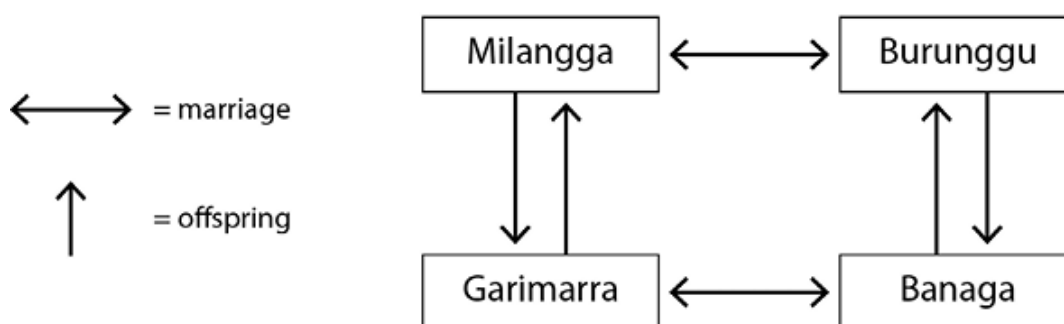 Milangga
Burunggu
= marriage
= offspring
Garimarra
Banaga